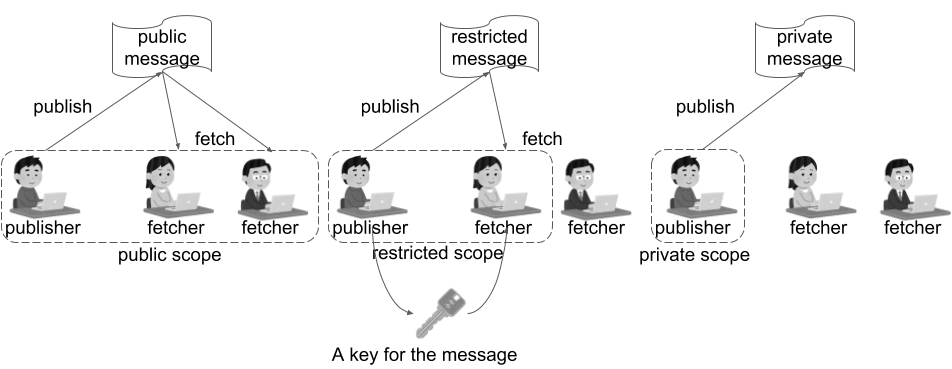 public
message
publish
fetch
publisher
fetcher
fetcher
public scope
restricted
message
publish
fetch
publisher
fetcher
fetcher
restricted scope
A key for the message
private
message
publish
publisher
fetcher
fetcher
private scope